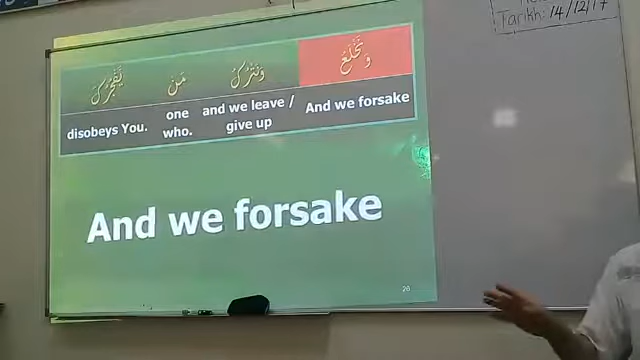 Tarikh: 14/12/17
وَنَخْلَعُ وَنَتْرُكُ مَنْ يَّفْجُرُكَ
And we forsake
and we leave / give up
one who.
disobeys You.
And we forsake
26